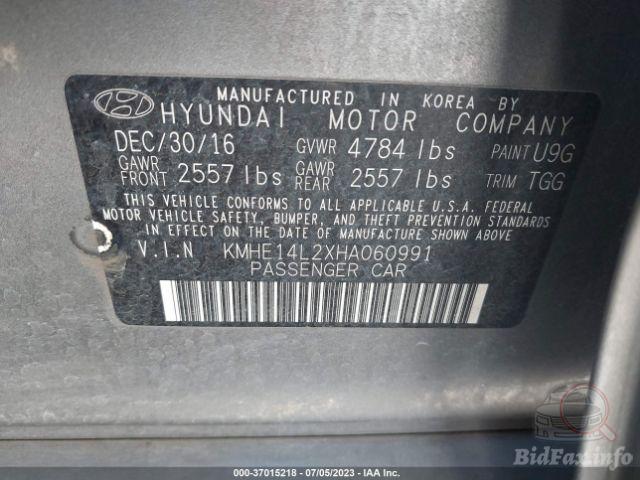 MANUFACTURED IN KOREA BY
HYUNDAI MOTOR COMPANY
DEC/30/16 GVWR 4784 lbs PAINT U9G
GAWR FRONT 2557 lbs GAWR REAR 2557 lbs TRIM TGG
THIS VEHICLE CONFORMS TO ALL APPLICABLE U.S.A. FEDERAL
MOTOR VEHICLE SAFETY, BUMPER, AND THEFT PREVENTION STANDARDS
IN EFFECT ON THE DATE OF MANUFACTURE SHOWN ABOVE.
V.I.N KMHE14L2XHA060991
PASSENGER CAR
BidFax.info
000-37015218 - 07/05/2023 - IAA Inc.